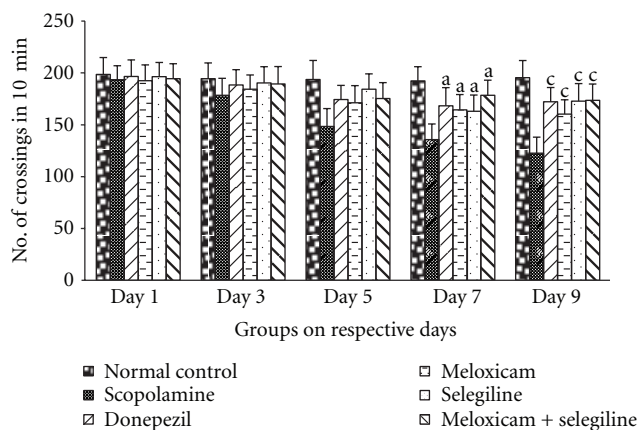 250
200
150
100
50
0
No. of crossings in 10 min
a a a a
c c c c
Day 1 Day 3 Day 5 Day 7 Day 9
Groups on respective days
Normal control
Scopolamine
Donepezil
Meloxicam
Selegiline
Meloxicam + selegiline